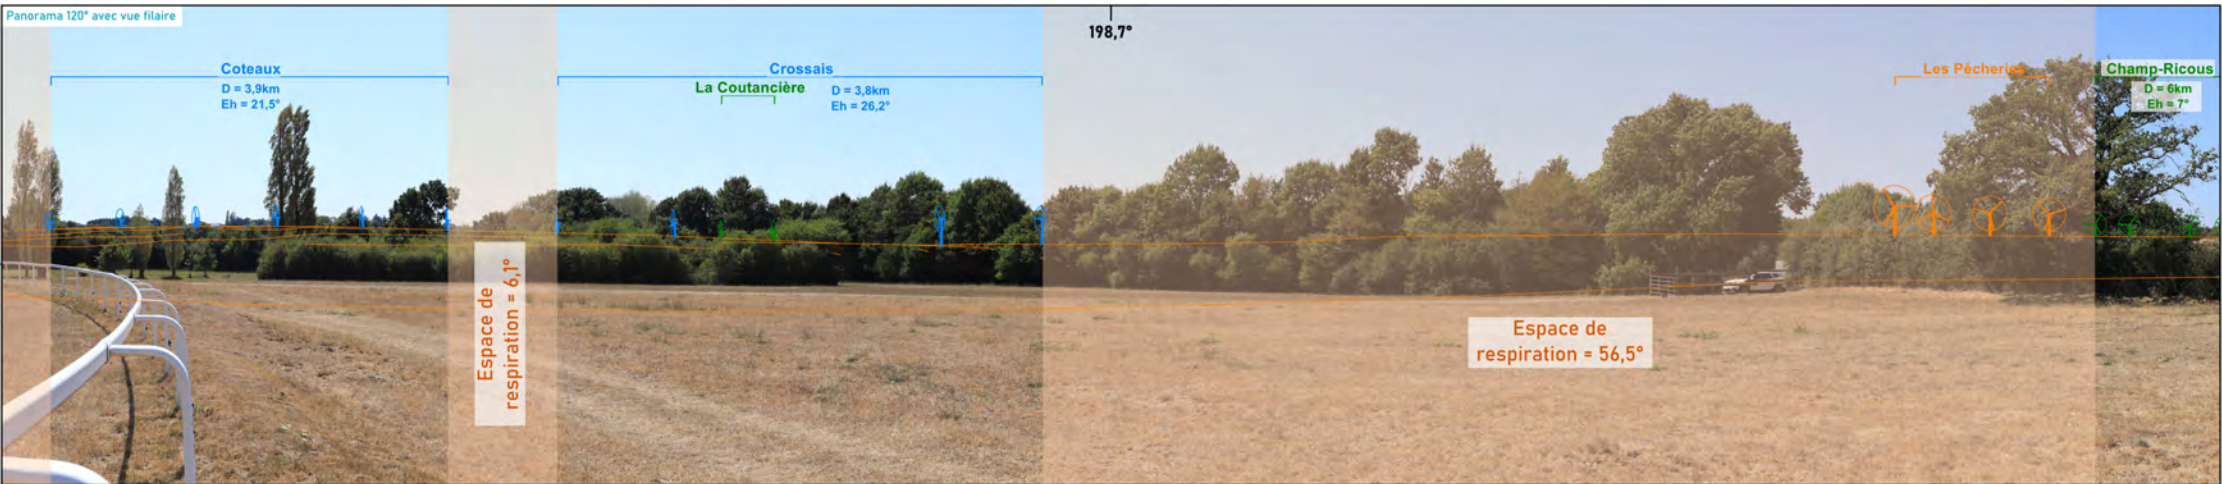 Panorama 120° avec vue filaire
198,7°
Coteaux
D = 3,9km
Eh = 21,5°
Crossais
La Coutancière
D = 3,8km
Eh = 26,2°
Les Pêcheries
Champ-Ricous
D = 6km
Eh = 7°
Espace de
respiration = 6,1°
Espace de
respiration = 56,5°